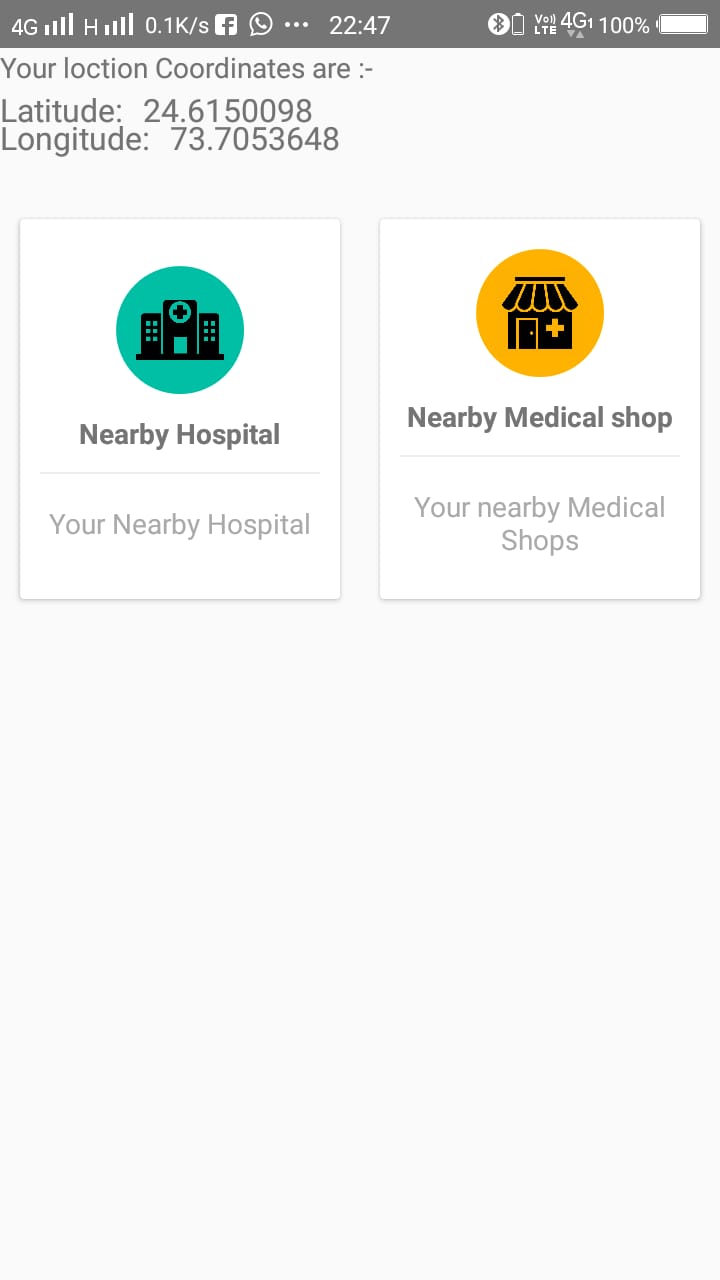 4G H 0.1K/s ••• 22:47 Vo)) LTE 4G1 100%
Your loction Coordinates are :-
Latitude: 24.6150098
Longitude: 73.7053648
Nearby Hospital
Your Nearby Hospital
Nearby Medical shop
Your nearby Medical
Shops